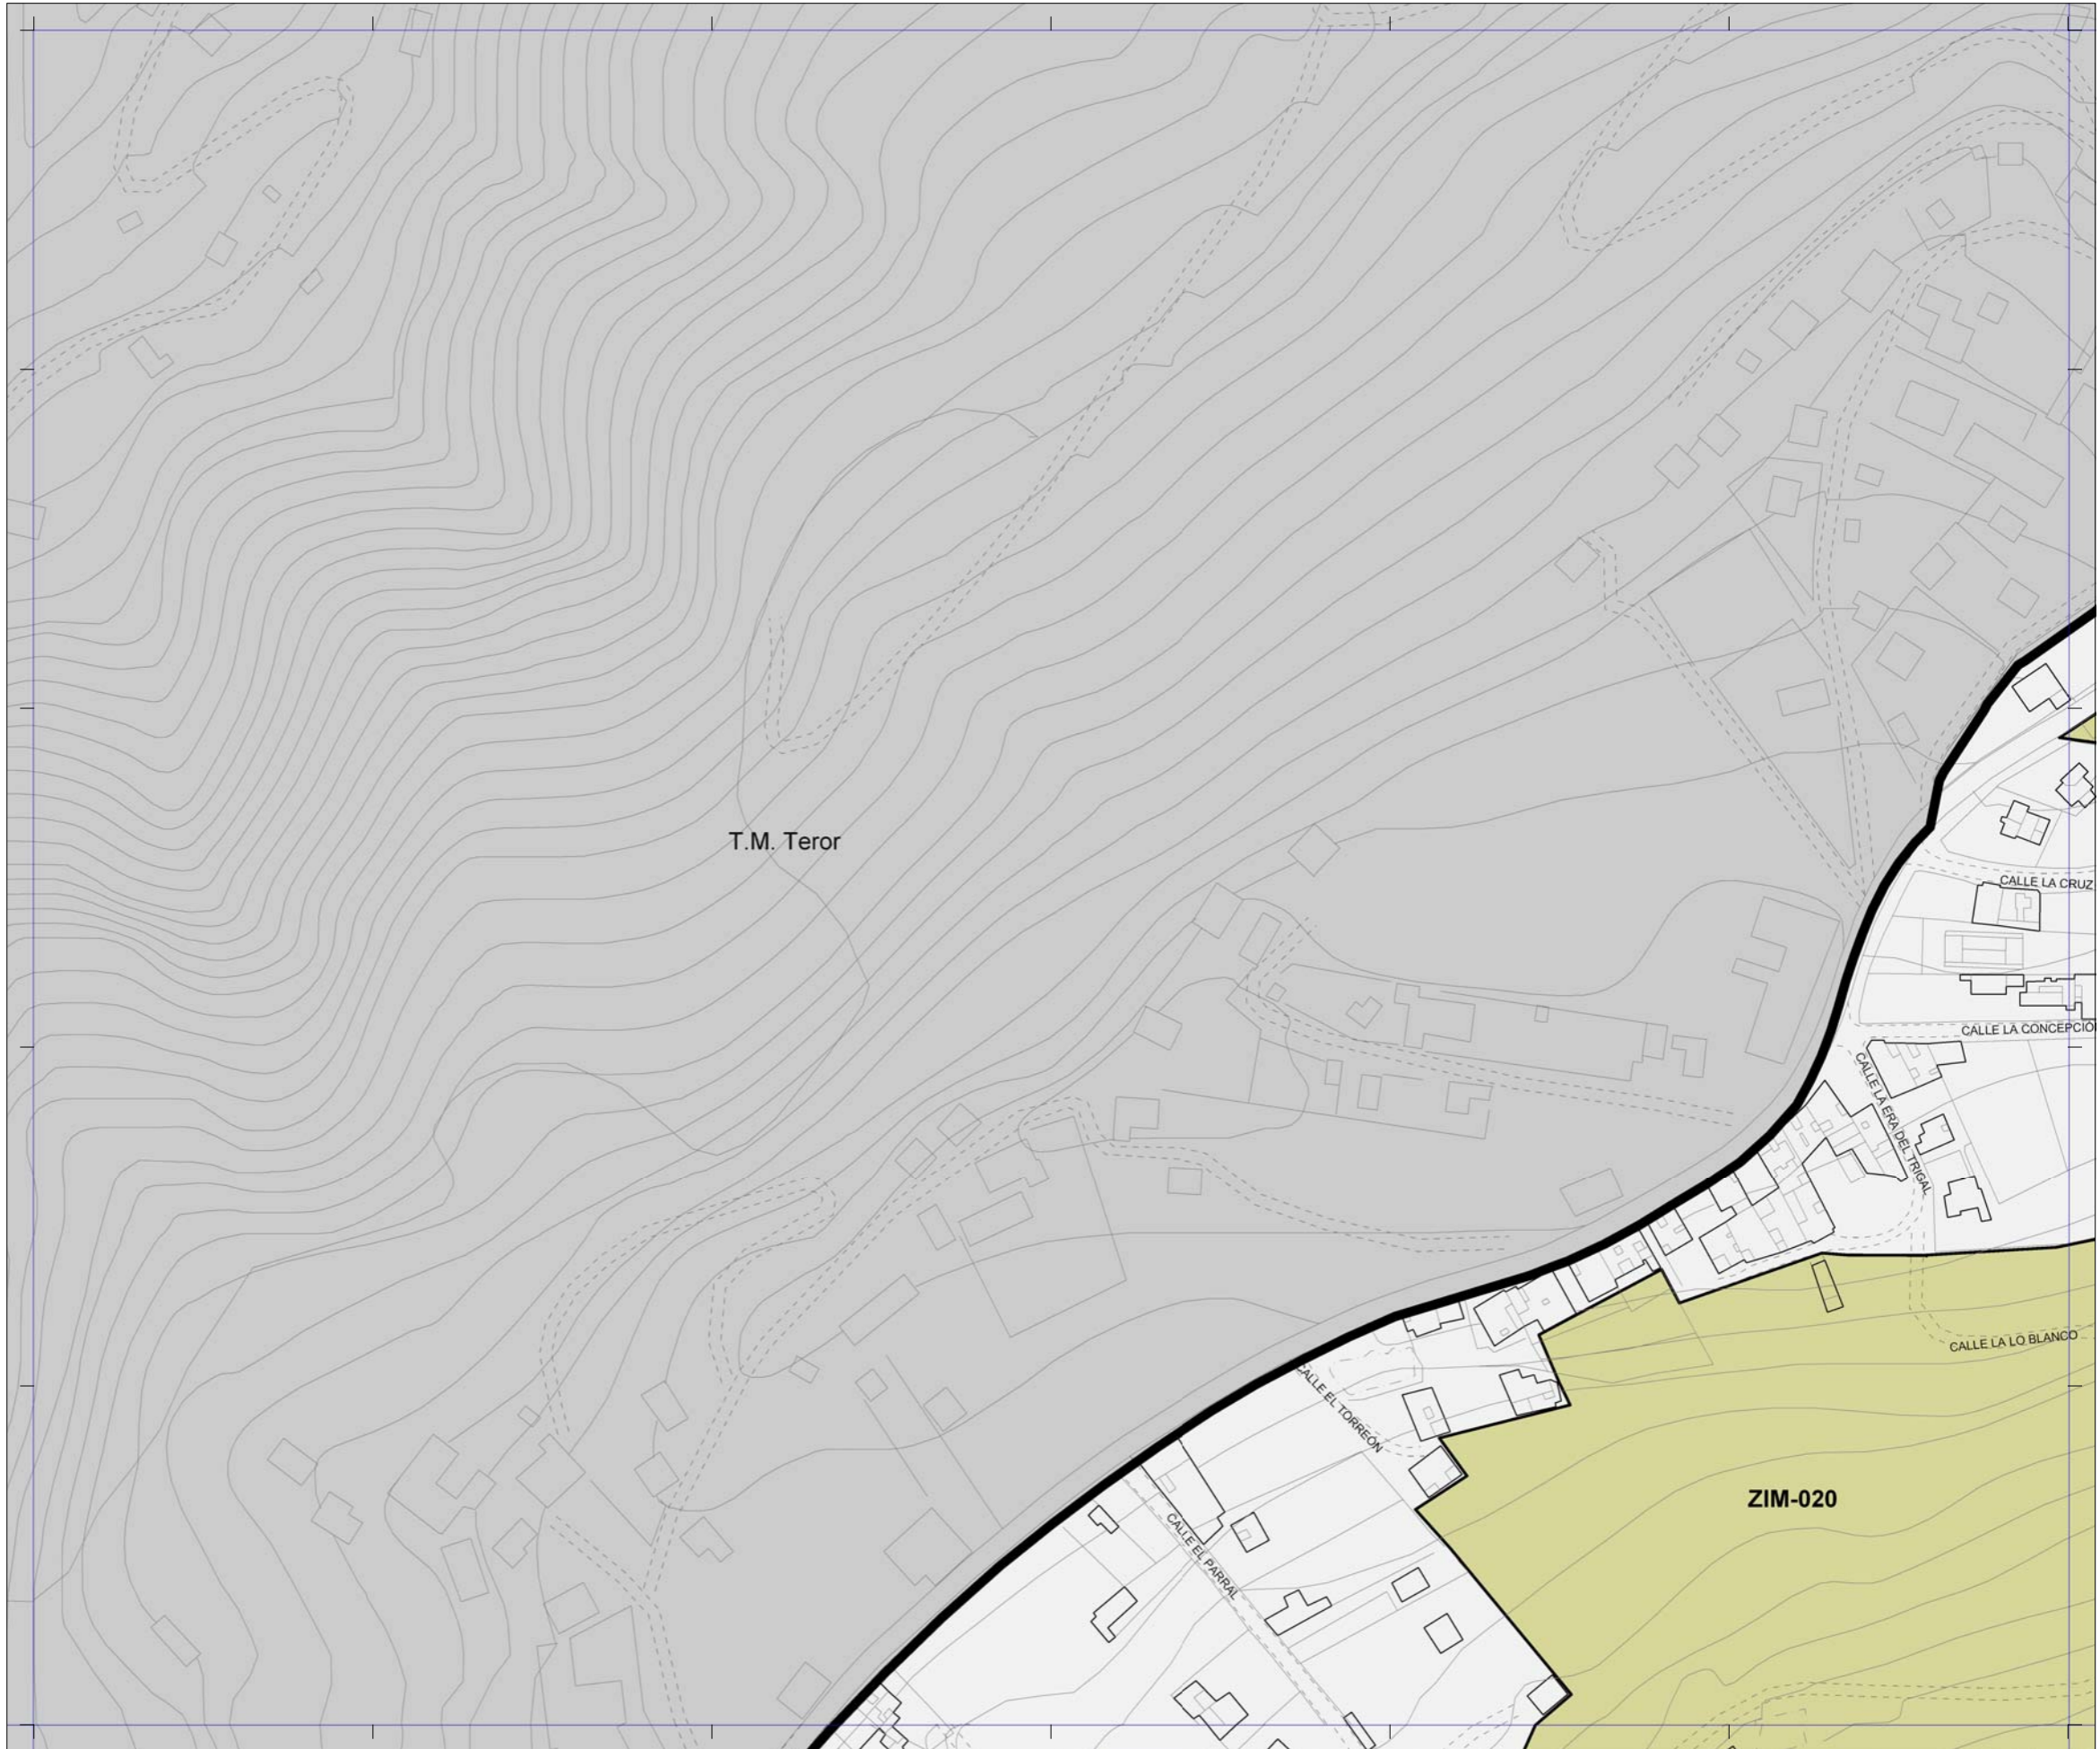 T.M. Teror
CALLE LA CRUZ
CALLE LA CONCEPCIÓ
CALLE LA ERA DEL TRIGAL
CALLE LA LO BLANCO
CALLE EL TORREÓN
ZIM-020
CALLE EL PARRAL